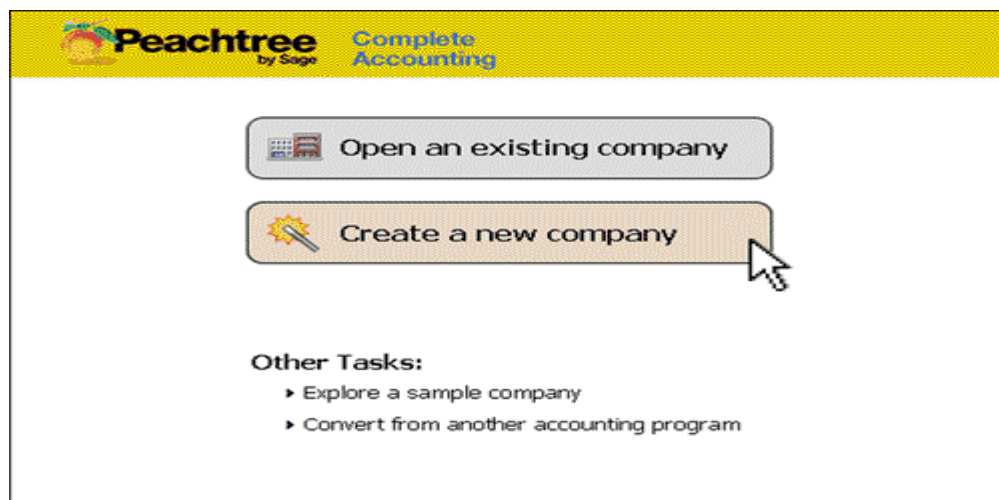 Peachtree
by Sage
Complete
Accounting
Open an existing company
Create a new company
Other Tasks:
Explore a sample company
Convert from another accounting program